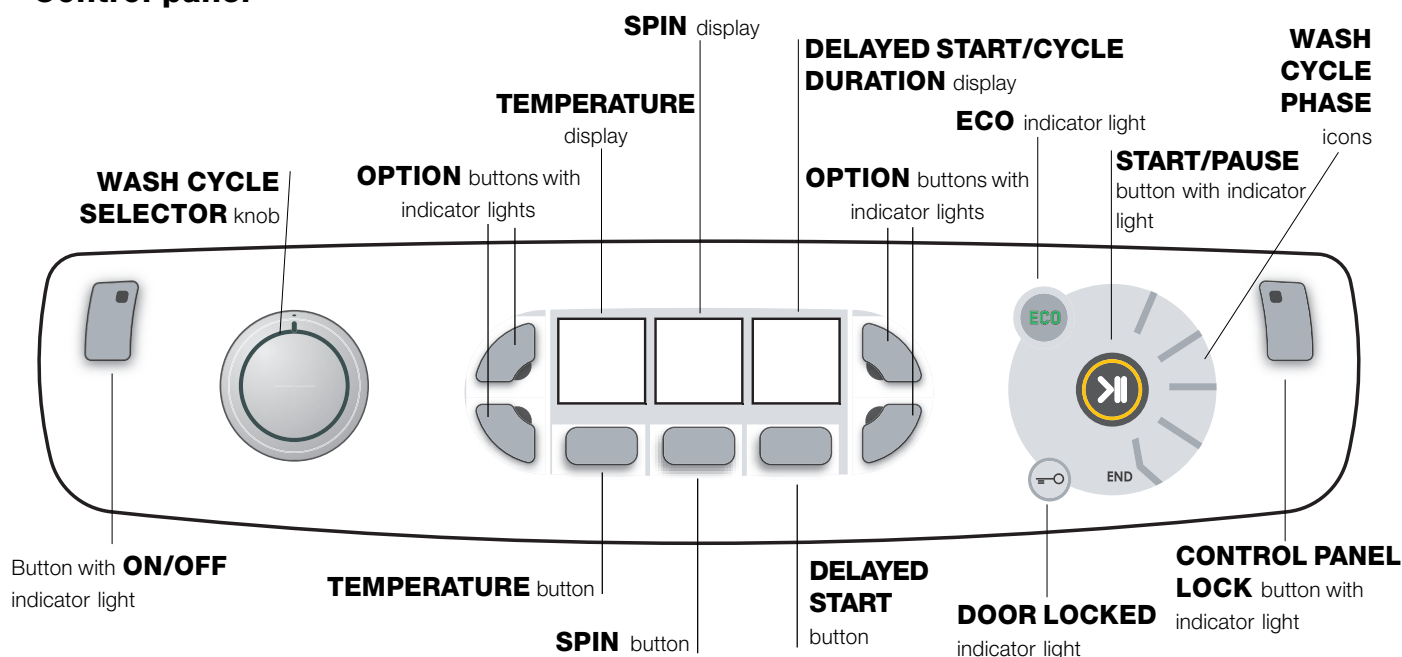 Control panel
SPIN display
DELAYED START/CYCLE
DURATION display
WASH
CYCLE
PHASE
icons
TEMPERATURE
display
ECO indicator light
START/PAUSE
button with indicator
light
WASH CYCLE
SELECTOR knob
OPTION buttons with
indicator lights
OPTION buttons with
indicator lights
ECO
END
Button with ON/OFF
indicator light
TEMPERATURE button
SPIN button
DELAYED
START
button
DOOR LOCKED
indicator light
CONTROL PANEL
LOCK button with
indicator light